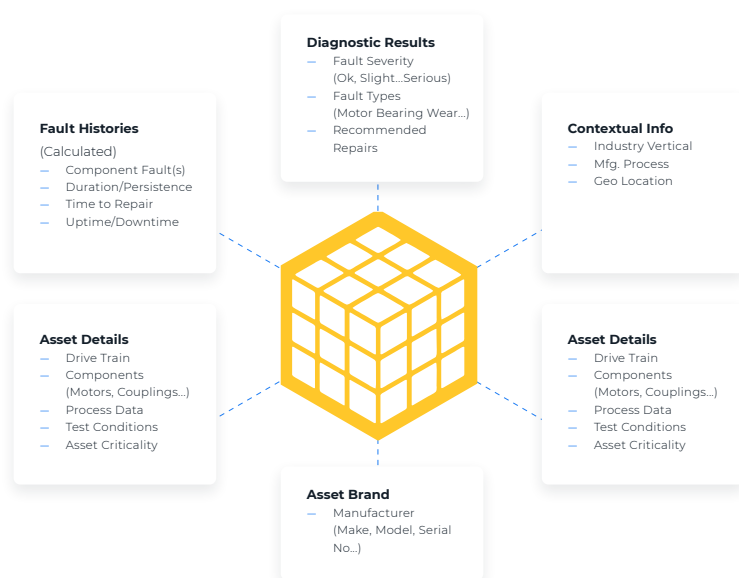 Diagnostic Results
— Fault Severity
(Ok, Slight...Serious)
— Fault Types
(Motor Bearing Wear...)
— Recommended
Repairs
Fault Histories
(Calculated)
— Component Fault(s)
— Duration/Persistence
— Time to Repair
— Uptime/Downtime
Contextual Info
— Industry Vertical
— Mfg. Process
— Geo Location
Asset Details
— Drive Train
— Components
(Motors, Couplings...)
— Process Data
— Test Conditions
— Asset Criticality
Asset Details
— Drive Train
— Components
(Motors, Couplings...)
— Process Data
— Test Conditions
— Asset Criticality
Asset Brand
— Manufacturer
(Make, Model, Serial
No...)